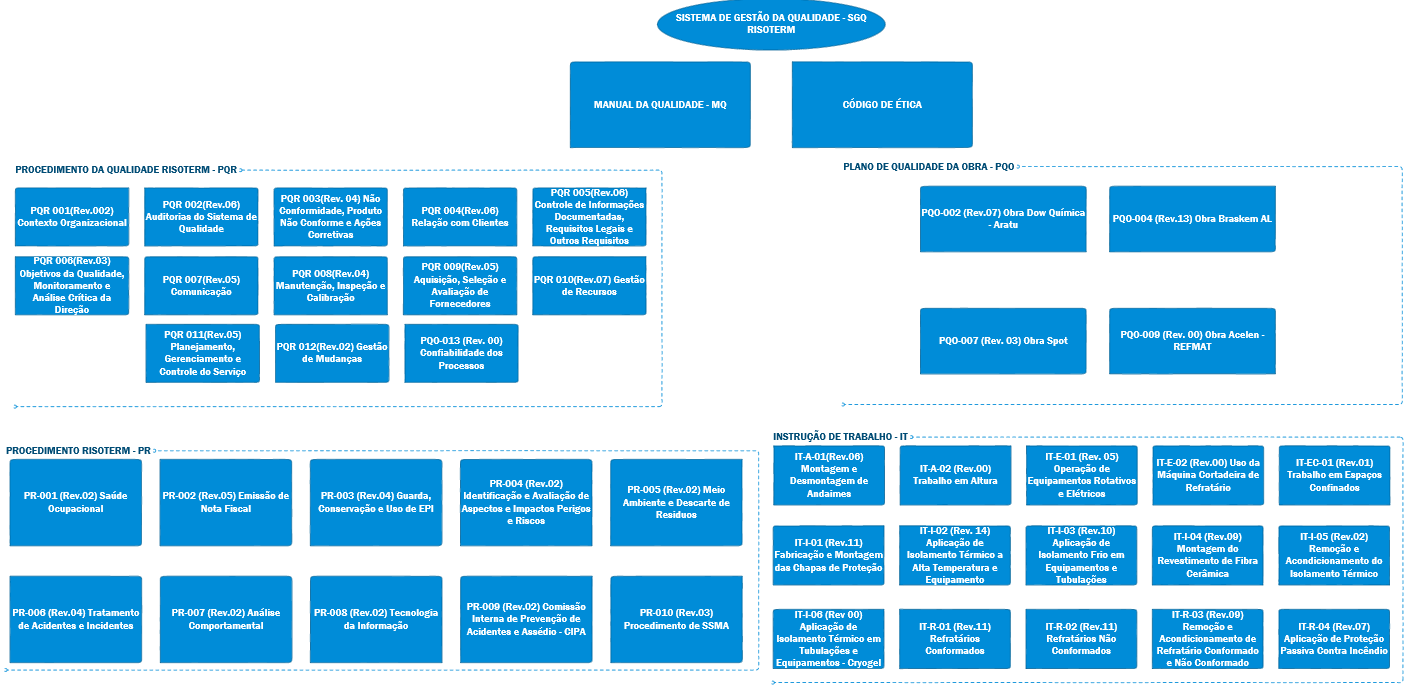 SISTEMA DE GESTÃO DA QUALIDADE - SGQ
RISOTERM
MANUAL DA QUALIDADE - MQ
CÓDIGO DE ÉTICA
PROCEDIMENTO DA QUALIDADE RISOTERM - PQR
PQR 001(Rev.002)
Contexto Organizacional
PQR 002(Rev.06)
Auditorias do Sistema de
Qualidade
PQR 003(Rev. 04) Não
Conformidade, Produto
Não Conforme e Ações
Corretivas
PQR 004(Rev.06)
Relação com Clientes
PQR 005(Rev.06)
Controle de Informações
Documentadas,
Requisitos Legais e
Outros Requisitos
PQR 006(Rev.03)
Objetivos da Qualidade,
Monitoramento e
Análise Crítica da
Direção
PQR 007(Rev.05)
Comunicação
PQR 008(Rev.04)
Manutenção, Inspeção e
Calibração
PQR 009(Rev.05)
Aquisição, Seleção e
Avaliação de
Fornecedores
PQR 010(Rev.07) Gestão
de Recursos
PQR 011(Rev.05)
Planejamento,
Gerenciamento e
Controle do Serviço
PQR 012(Rev.02) Gestão
de Mudanças
PQO-013 (Rev. 00)
Confiabilidade dos
Processos
PLANO DE QUALIDADE DA OBRA - PQO
PQO-002 (Rev.07) Obra Dow Química
- Aratu
PQO-004 (Rev.13) Obra Braskem AL
PQO-007 (Rev. 03) Obra Spot
PQO-009 (Rev. 00) Obra Acelen -
REFMAT
PROCEDIMENTO RISOTERM - PR
PR-001 (Rev.02) Saúde
Ocupacional
PR-002 (Rev.05) Emissão de
Nota Fiscal
PR-003 (Rev.04) Guarda,
Conservação e Uso de EPI
PR-004 (Rev.02)
Identificação e Avaliação de
Aspectos e Impactos Perigos
e Riscos
PR-005 (Rev.02) Meio
Ambiente e Descarte de
Residuos
PR-006 (Rev.04) Tratamento
de Acidentes e Incidentes
PR-007 (Rev.02) Análise
Comportamental
PR-008 (Rev.02) Tecnologia
da Informação
PR-009 (Rev.02) Comissão
Interna de Prevenção de
Acidentes e Assédio - CIPA
PR-010 (Rev.03)
Procedimento de SSMA
INSTRUÇÃO DE TRABALHO - IT
IT-A-01(Rev.06)
Montagem e
Desmontagem de
Andaimes
IT-A-02 (Rev.00)
Trabalho em Altura
IT-E-01 (Rev. 05)
Operação de
Equipamentos Rotativos
e Elétricos
IT-E-02 (Rev.00) Uso da
Máquina Cortadeira de
Refratário
IT-EC-01 (Rev.01)
Trabalho em Espaços
Confinados
IT-I-01 (Rev.11)
Fabricação e Montagem
das Chapas de Proteção
IT-I-02 (Rev. 14)
Aplicação de
Isolamento Térmico a
Alta Temperatura e
Equipamento
IT-I-03 (Rev.10)
Aplicação de
Isolamento Frio em
Equipamentos e
Tubulações
IT-I-04 (Rev.09)
Montagem do
Revestimento de Fibra
Cerâmica
IT-I-05 (Rev.02)
Remoção e
Acondicionamento do
Isolamento Térmico
IT-I-06 (Rev 00)
Aplicação de
Isolamento Térmico em
Tubulações e
Equipamentos - Cryogel
IT-R-01 (Rev.11)
Refratários
Conformados
IT-R-02 (Rev.11)
Refratários Não
Conformados
IT-R-03 (Rev.09)
Remoção e
Acondicionamento de
Refratário Conformado
e Não Conformado
IT-R-04 (Rev.07)
Aplicação de Proteção
Passiva Contra Incêndio